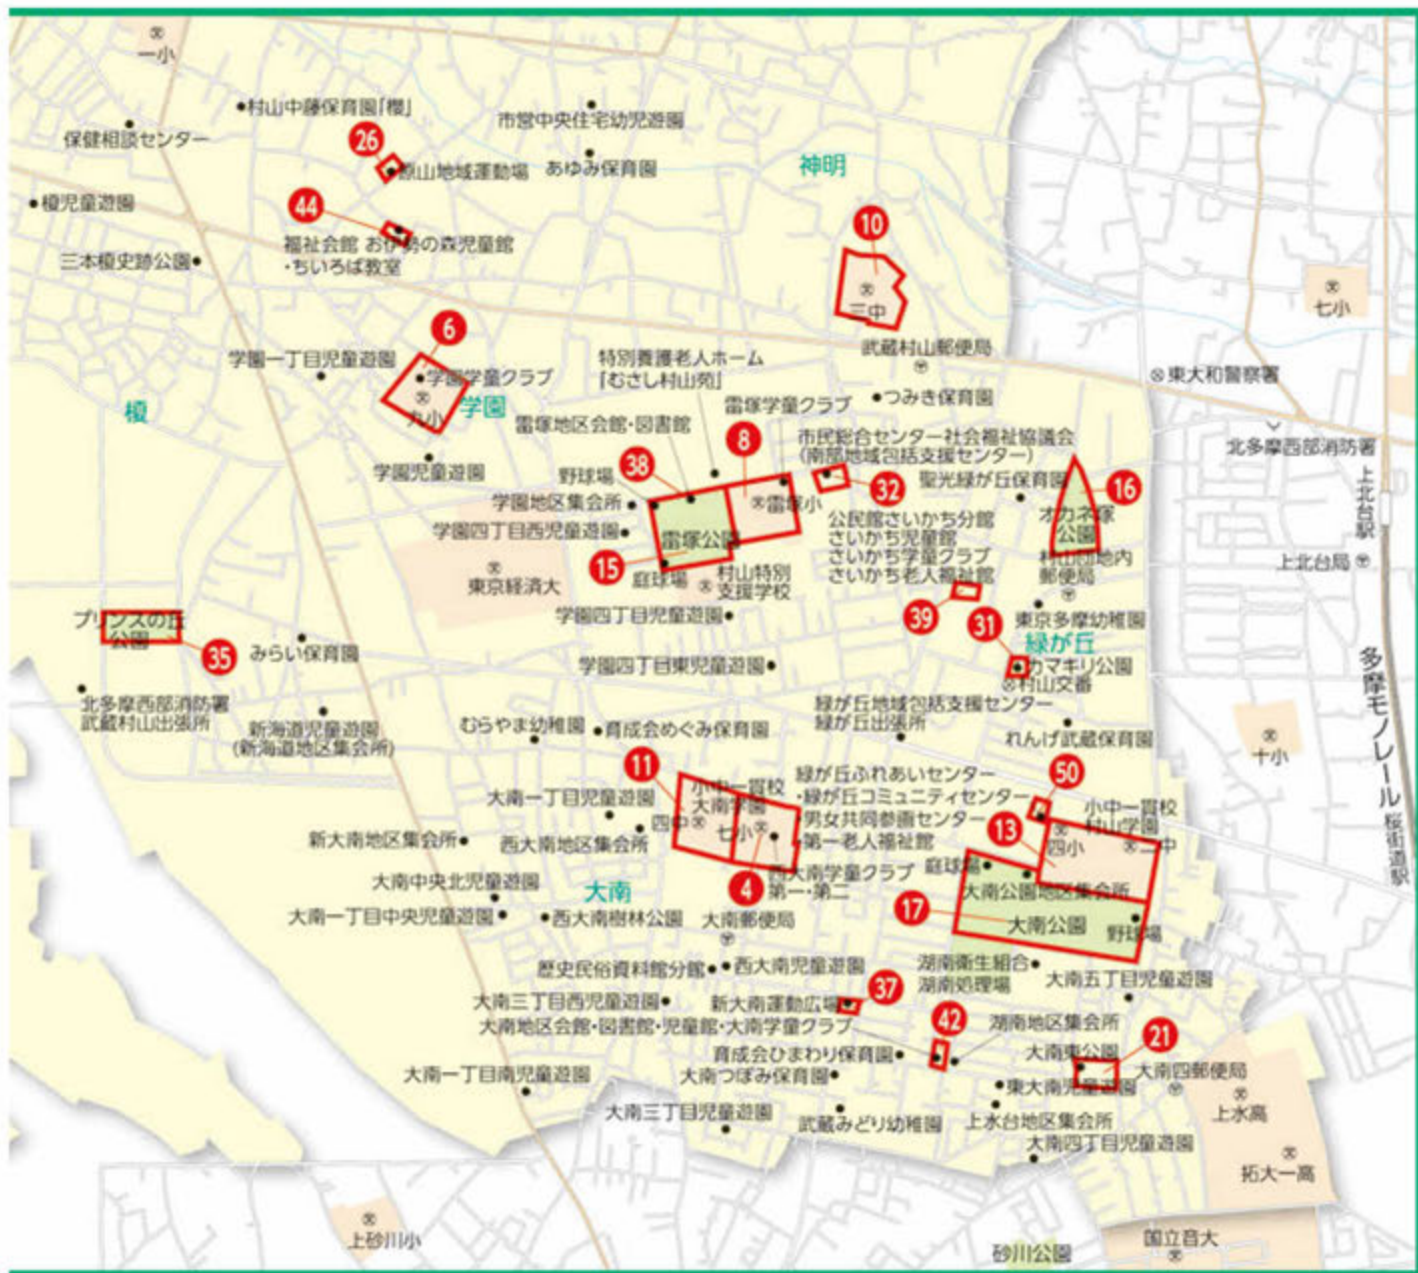 一小
村山中藤保育園「櫻」
市営中央住宅幼児遊園
保健相談センター
26
原山地域運動場
あゆみ保育園
神明
榎児童遊園
44
10
福祉会館 お伊勢の森児童館
・ちいろば教室
三本榎史跡公園
三中
七小
6
武蔵村山郵便局
学園一丁目児童遊園
学園学童クラブ
特別養護老人ホーム
「むさし村山苑」
東大和警察署
榎
学園
九小
つみき保育園
雷塚学童クラブ
雷塚地区会館・図書館
8
市民総合センター社会福祉協議会
(南部地域包括支援センター)
北多摩西部消防署
学園児童遊園
野球場
38
32
聖光緑が丘保育園
16
上北台駅
学園地区集会所
雷塚小
オカネ塚
公園
学園四丁目西児童遊園
雷塚公園
公民館さいかち分館
さいかち児童館
さいかち学童クラブ
さいかち老人福祉館
村山団地内
郵便局
上北台局
15
庭球場
村山特別
支援学校
東京経済大
39
31
東京多摩幼稚園
学園四丁目児童遊園
緑が丘
プリンスの丘
公園
35
みらい保育園
学園四丁目東児童遊園
カマキリ公園
村山交番
多摩モノレール
北多摩西部消防署
武蔵村山出張所
新海道児童遊園
(新海道地区集会所)
むらやま幼稚園
育成会めぐみ保育園
緑が丘地域包括支援センター
緑が丘出張所
れんげ武蔵保育園
十小
11
小中一貫校
大南学園
四中
七小
緑が丘ふれあいセンター
・緑が丘コミュニティセンター
・男女共同参画センター
第一老人福祉館
50
小中一貫校
村山学園
四小
二中
13
大南一丁目児童遊園
新大南地区集会所
西大南地区集会所
桜街道駅
4
西大南学童クラブ
第一・第二
庭球場
大南公園地区集会所
大南中央北児童遊園
大南
17
大南公園
野球場
大南一丁目中央児童遊園
西大南樹林公園
大南郵便局
歴史民俗資料館分館
西大南児童遊園
湖南衛生組合
湖南処理場
大南五丁目児童遊園
大南三丁目西児童遊園
新大南運動広場
37
大南地区会館・図書館・児童館・大南学童クラブ
42
湖南地区集会所
21
育成会ひまわり保育園
大南東公園
大南四郵便局
大南一丁目南児童遊園
大南つぼみ保育園
東大南児童遊園
大南三丁目児童遊園
武蔵みどり幼稚園
上水台地区集会所
上水高
大南四丁目児童遊園
拓大一高
上砂川小
砂川公園
国立音大